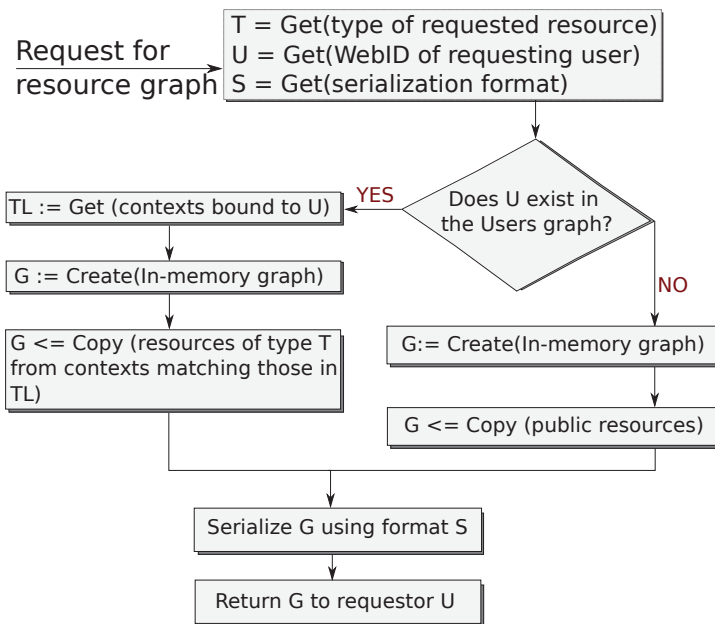 Request for
resource graph
T = Get(type of requested resource)
U = Get(WebID of requesting user)
S = Get(serialization format)
Does U exist in
the Users graph?
YES
NO
TL := Get (contexts bound to U)
G := Create(In-memory graph)
G <= Copy (resources of type T
from contexts matching those in
TL)
G:= Create(In-memory graph)
G <= Copy (public resources)
Serialize G using format S
Return G to requestor U